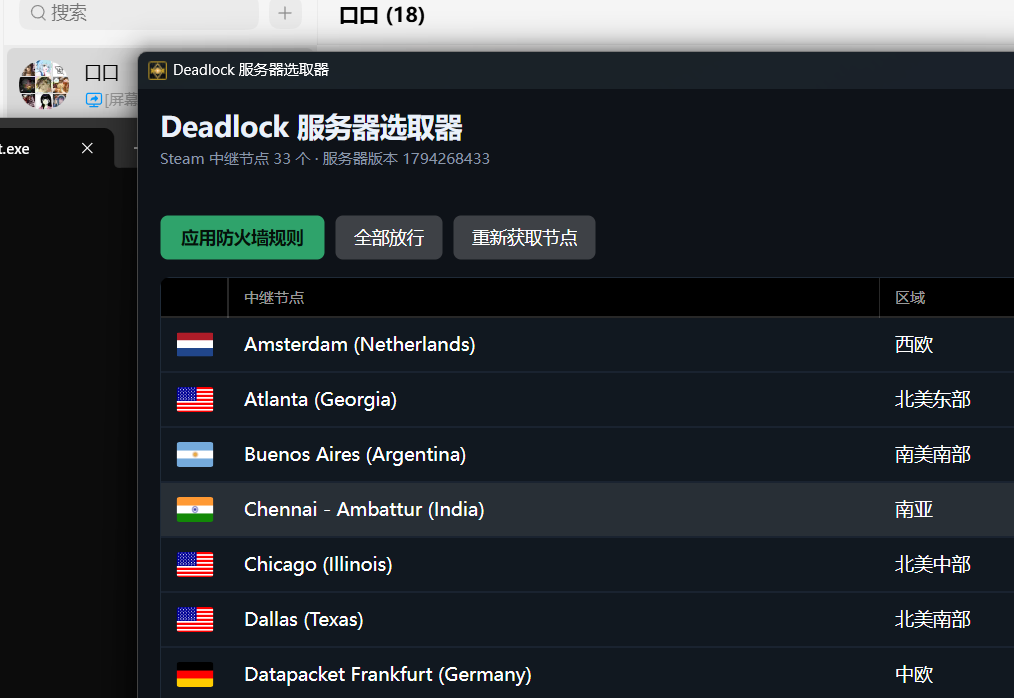 搜索
口口 (18)
口口
[屏幕
t.exe
Deadlock 服务器选取器
Deadlock 服务器选取器
Steam 中继节点 33 个 · 服务器版本 1794268433
应用防火墙规则 全部放行 重新获取节点
中继节点 区域
Amsterdam (Netherlands) 西欧
Atlanta (Georgia) 北美东部
Buenos Aires (Argentina) 南美南部
Chennai - Ambattur (India) 南亚
Chicago (Illinois) 北美中部
Dallas (Texas) 北美南部
Datapacket Frankfurt (Germany) 中欧